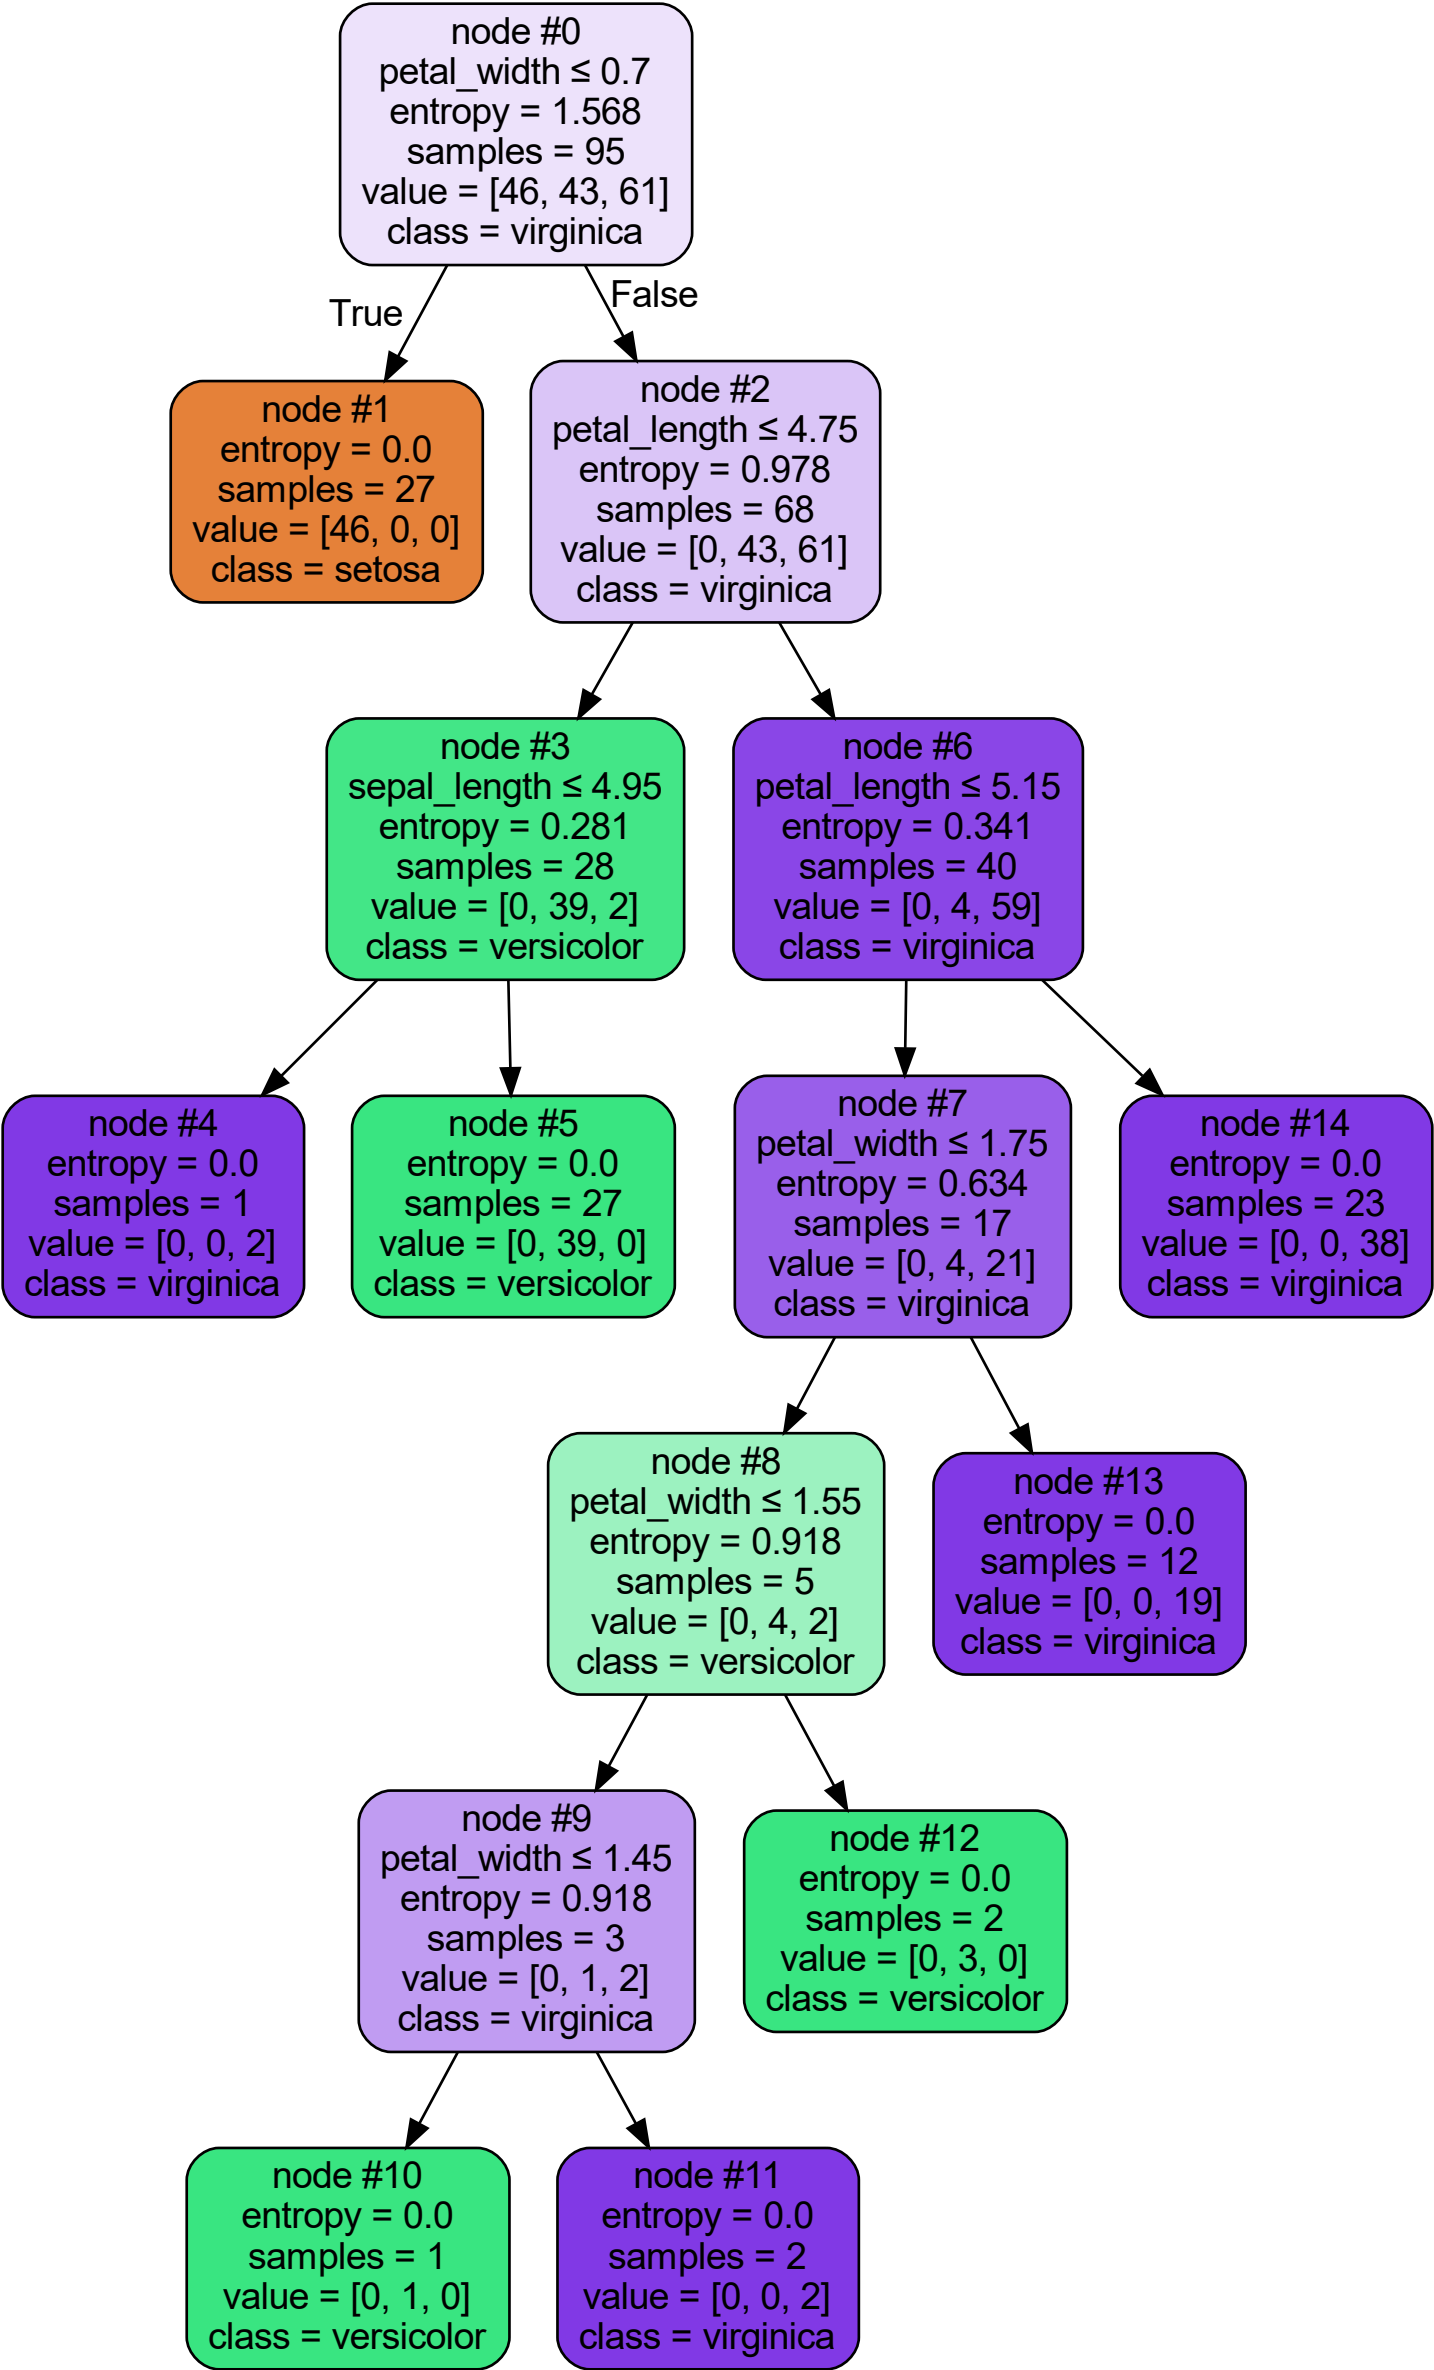 node #0
petal_width ≤ 0.7
entropy = 1.568
samples = 95
value = [46, 43, 61]
class = virginica
True
False
node #1
entropy = 0.0
samples = 27
value = [46, 0, 0]
class = setosa
node #2
petal_length ≤ 4.75
entropy = 0.978
samples = 68
value = [0, 43, 61]
class = virginica
node #3
sepal_length ≤ 4.95
entropy = 0.281
samples = 28
value = [0, 39, 2]
class = versicolor
node #6
petal_length ≤ 5.15
entropy = 0.341
samples = 40
value = [0, 4, 59]
class = virginica
node #4
entropy = 0.0
samples = 1
value = [0, 0, 2]
class = virginica
node #5
entropy = 0.0
samples = 27
value = [0, 39, 0]
class = versicolor
node #7
petal_width ≤ 1.75
entropy = 0.634
samples = 17
value = [0, 4, 21]
class = virginica
node #14
entropy = 0.0
samples = 23
value = [0, 0, 38]
class = virginica
node #8
petal_width ≤ 1.55
entropy = 0.918
samples = 5
value = [0, 4, 2]
class = versicolor
node #13
entropy = 0.0
samples = 12
value = [0, 0, 19]
class = virginica
node #9
petal_width ≤ 1.45
entropy = 0.918
samples = 3
value = [0, 1, 2]
class = virginica
node #12
entropy = 0.0
samples = 2
value = [0, 3, 0]
class = versicolor
node #10
entropy = 0.0
samples = 1
value = [0, 1, 0]
class = versicolor
node #11
entropy = 0.0
samples = 2
value = [0, 0, 2]
class = virginica